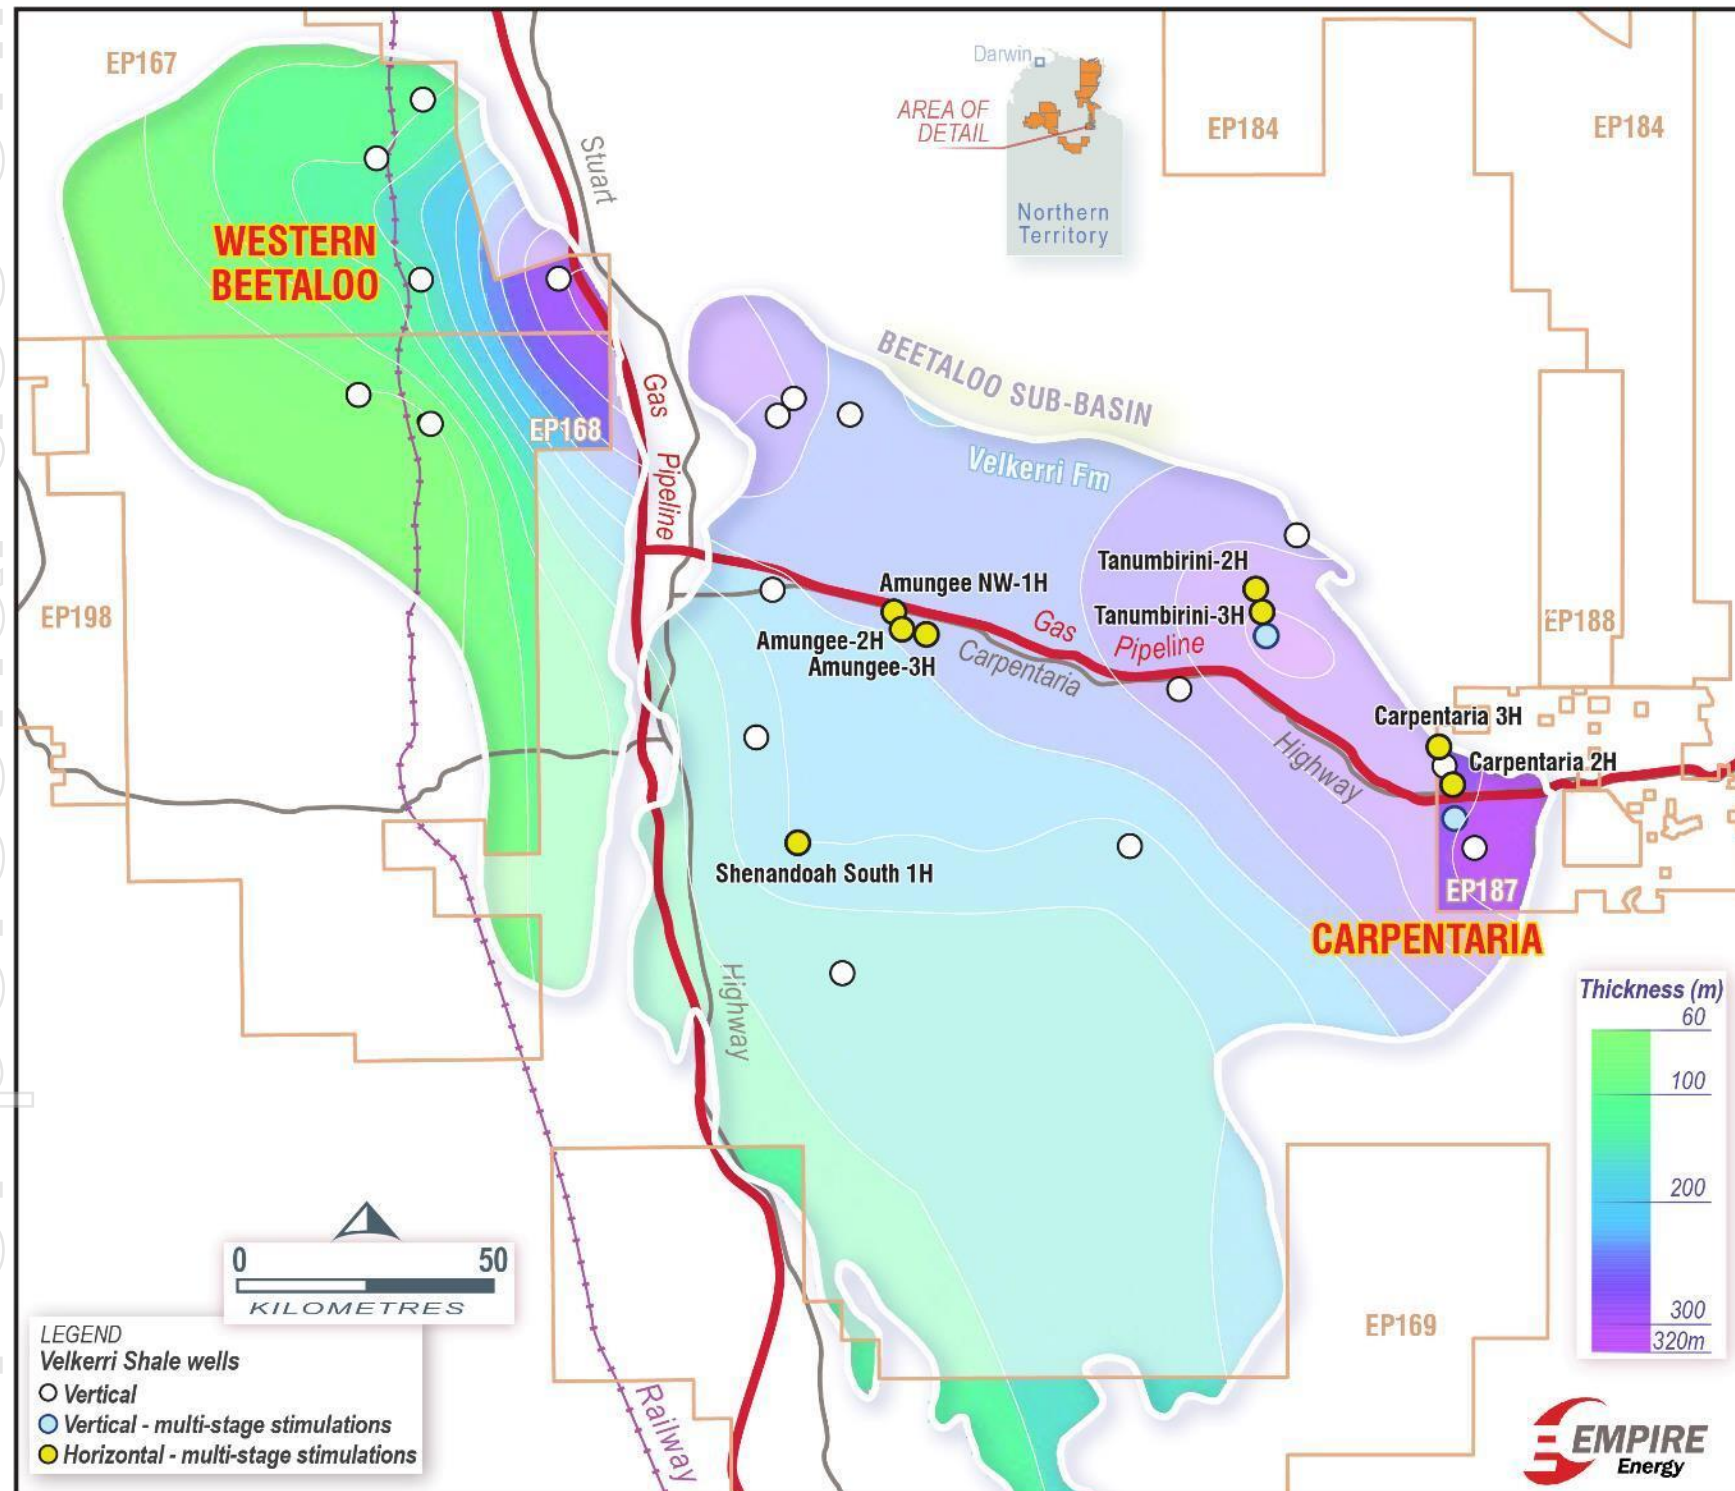 EP167
Darwin
AREA OF
DETAIL
EP184
EP184
Stuart
Northern
Territory
WESTERN
BEETALOO
BEETALOO SUB-BASIN
Gas
Pipeline
EP168
Velkerri Fm
Tanumbirini-2H
Amungee NW-1H
Tanumbirini-3H
EP198
EP188
Gas
Pipeline
Amungee-2H
Amungee-3H
Carpentaria
Highway
Carpentaria 3H
Carpentaria 2H
Shenandoah South 1H
EP187
CARPENTARIA
Highway
Thickness (m)
60
100
200
300
320m
0 50
KILOMETRES
EP169
LEGEND
Velkerri Shale wells
Vertical
Vertical - multi-stage stimulations
Horizontal - multi-stage stimulations
Railway
EMPIRE
Energy